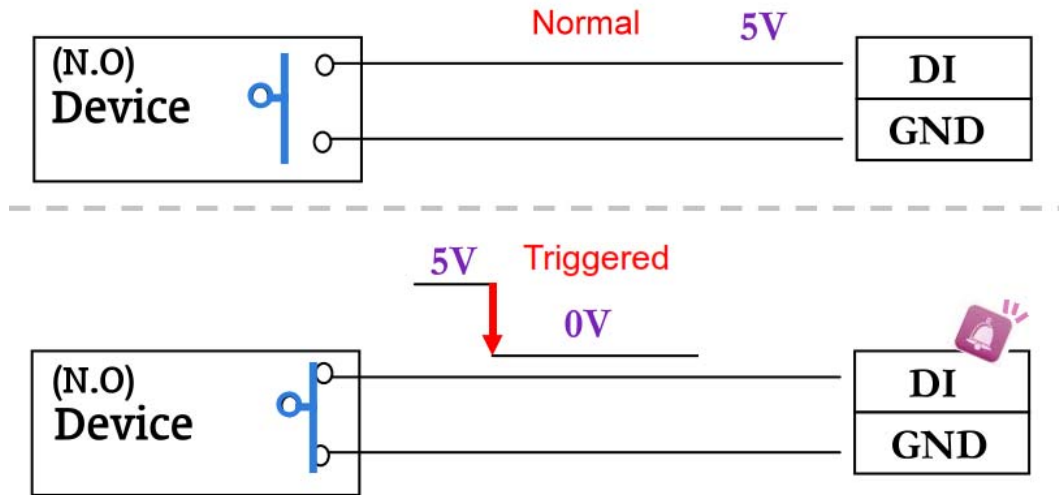 Normal 5V
(N.O)
Device
DI
GND
5V Triggered
0V
(N.O)
Device
DI
GND